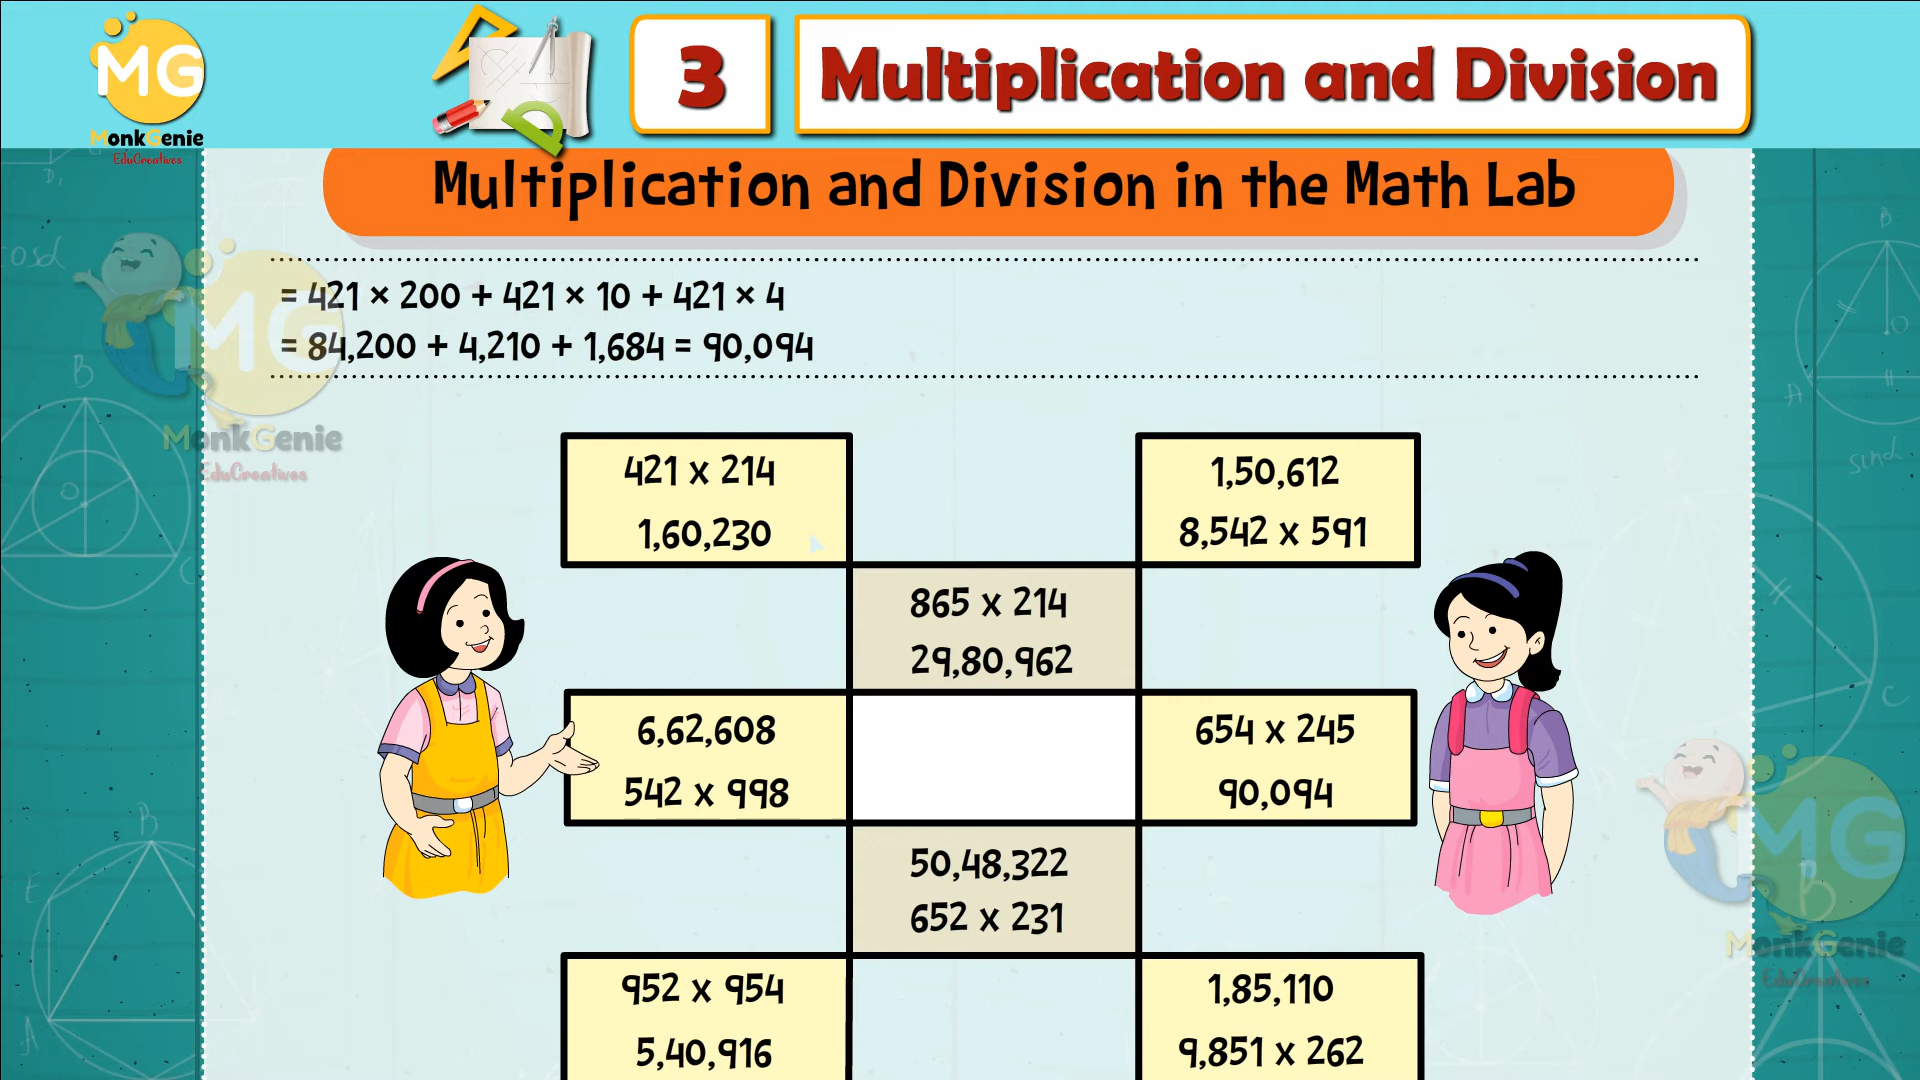 MG
MonkGenie
EduCreatives
3
Multiplication and Division
Multiplication and Division in the Math Lab
= 421 × 200 + 421 × 10 + 421 × 4
= 84,200 + 4,210 + 1,684 = 90,094
421 x 214
1,60,230
1,50,612
8,542 x 591
865 x 214
29,80,962
6,62,608
542 x 998
654 x 245
90,094
50,48,322
652 x 231
952 x 954
5,40,916
1,85,110
9,851 x 262
MG
MonkGenie
EduCreatives
MG
MonkGenie
EduCreatives